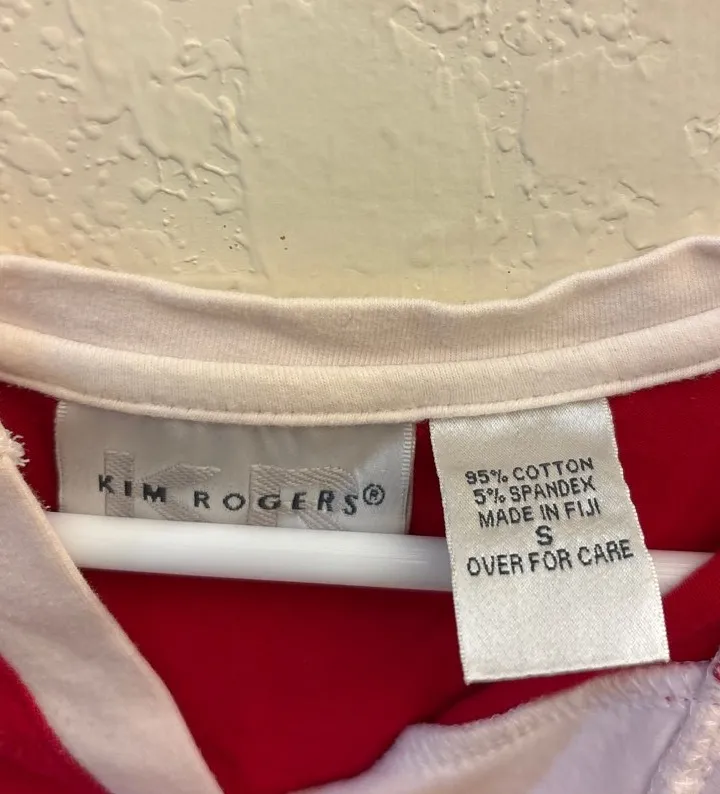 KIM ROGERS®
95% COTTON
5% SPANDEX
MADE IN FIJI
S
OVER FOR CARE